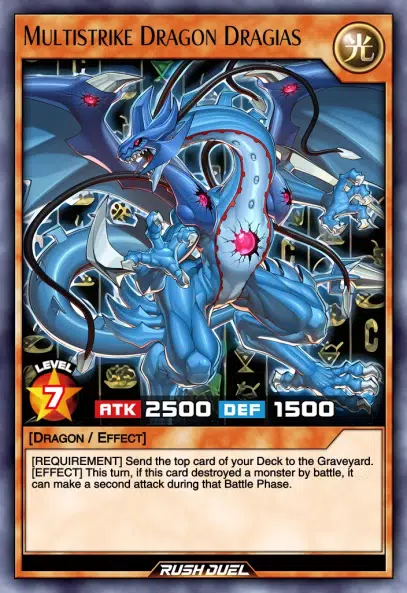 MULTISTRIKE DRAGON DRAGIAS
光
LEVEL
7
ATK 2500 DEF 1500
[DRAGON / EFFECT]
[REQUIREMENT] Send the top card of your Deck to the Graveyard.
[EFFECT] This turn, if this card destroyed a monster by battle, it
can make a second attack during that Battle Phase.
RUSH DUEL